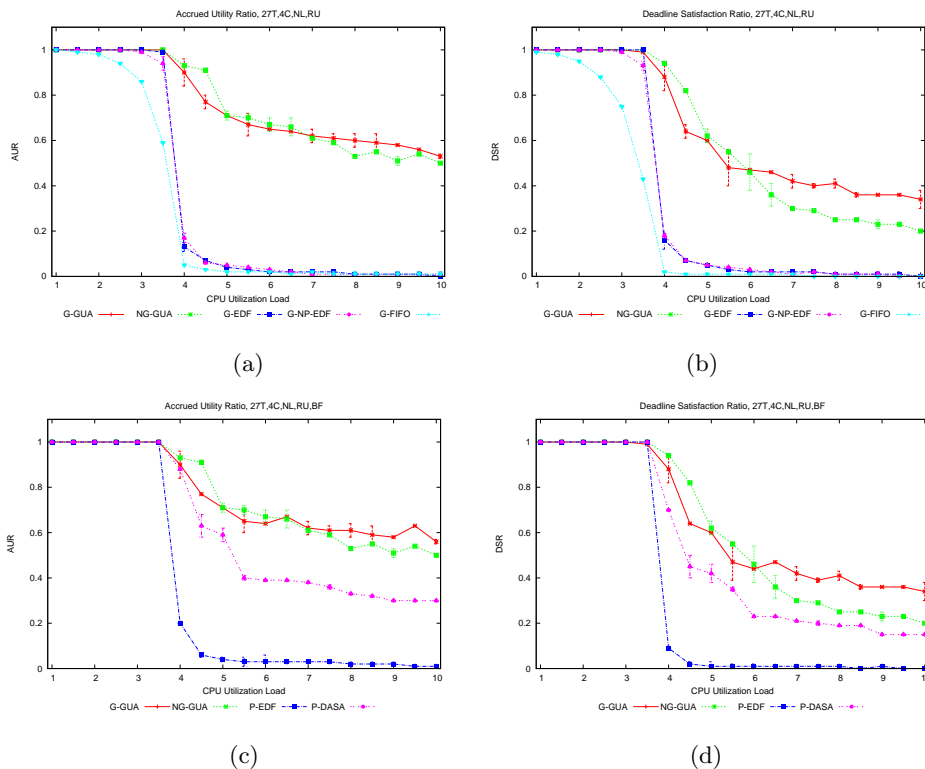 Accrued Utility Ratio, 27T,4C,NL,RU
1
0.8
0.6
0.4
0.2
0
AUR
1 2 3 4 5 6 7 8 9 10
CPU Utilization Load
G-GUA NG-GUA G-EDF G-NP-EDF G-FIFO
(a)
Deadline Satisfaction Ratio, 27T,4C,NL,RU
1
0.8
0.6
0.4
0.2
0
DSR
1 2 3 4 5 6 7 8 9 10
CPU Utilization Load
G-GUA NG-GUA G-EDF G-NP-EDF G-FIFO
(b)
Accrued Utility Ratio, 27T,4C,NL,RU,BF
1
0.8
0.6
0.4
0.2
0
AUR
1 2 3 4 5 6 7 8 9 10
CPU Utilization Load
G-GUA NG-GUA P-EDF P-DASA
(c)
Deadline Satisfaction Ratio, 27T,4C,NL,RU,BF
1
0.8
0.6
0.4
0.2
0
DSR
1 2 3 4 5 6 7 8 9 10
CPU Utilization Load
G-GUA NG-GUA P-EDF P-DASA
(d)